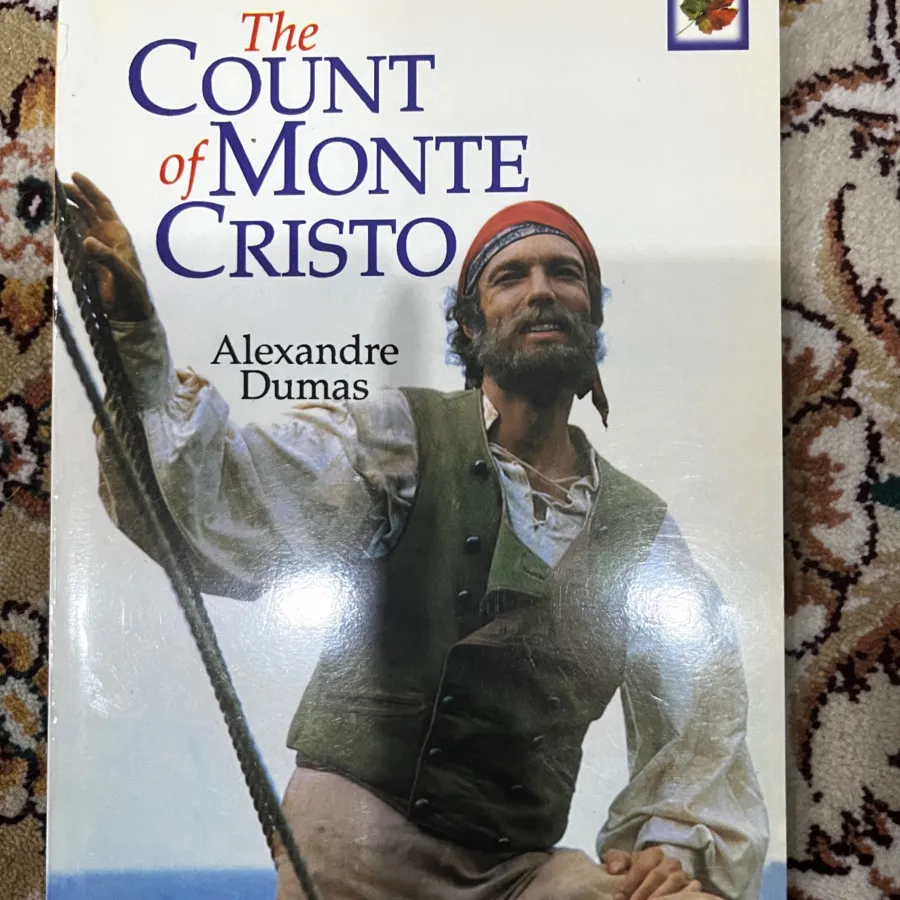 The
COUNT
of MONTE
CRISTO
Alexandre
Dumas